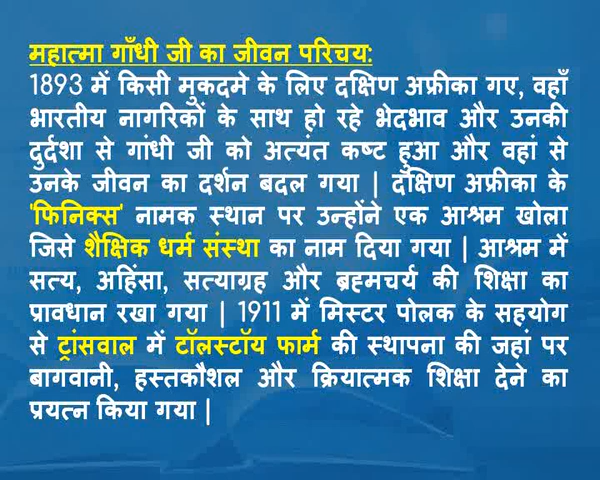 महात्मा गाँधी जी का जीवन परिचय:
1893 में किसी मुकदमे के लिए दक्षिण अफ्रीका गए, वहाँ
भारतीय नागरिकों के साथ हो रहे भेदभाव और उनकी
दुर्दशा से गांधी जी को अत्यंत कष्ट हुआ और वहां से
उनके जीवन का दर्शन बदल गया | दक्षिण अफ्रीका के
'फिनिक्स' नामक स्थान पर उन्होंने एक आश्रम खोला
जिसे शैक्षिक धर्म संस्था का नाम दिया गया | आश्रम में
सत्य, अहिंसा, सत्याग्रह और ब्रह्मचर्य की शिक्षा का
प्रावधान रखा गया | 1911 में मिस्टर पोलक के सहयोग
से ट्रांसवाल में टॉलस्टॉय फार्म की स्थापना की जहां पर
बागवानी, हस्तकौशल और क्रियात्मक शिक्षा देने का
प्रयत्न किया गया |